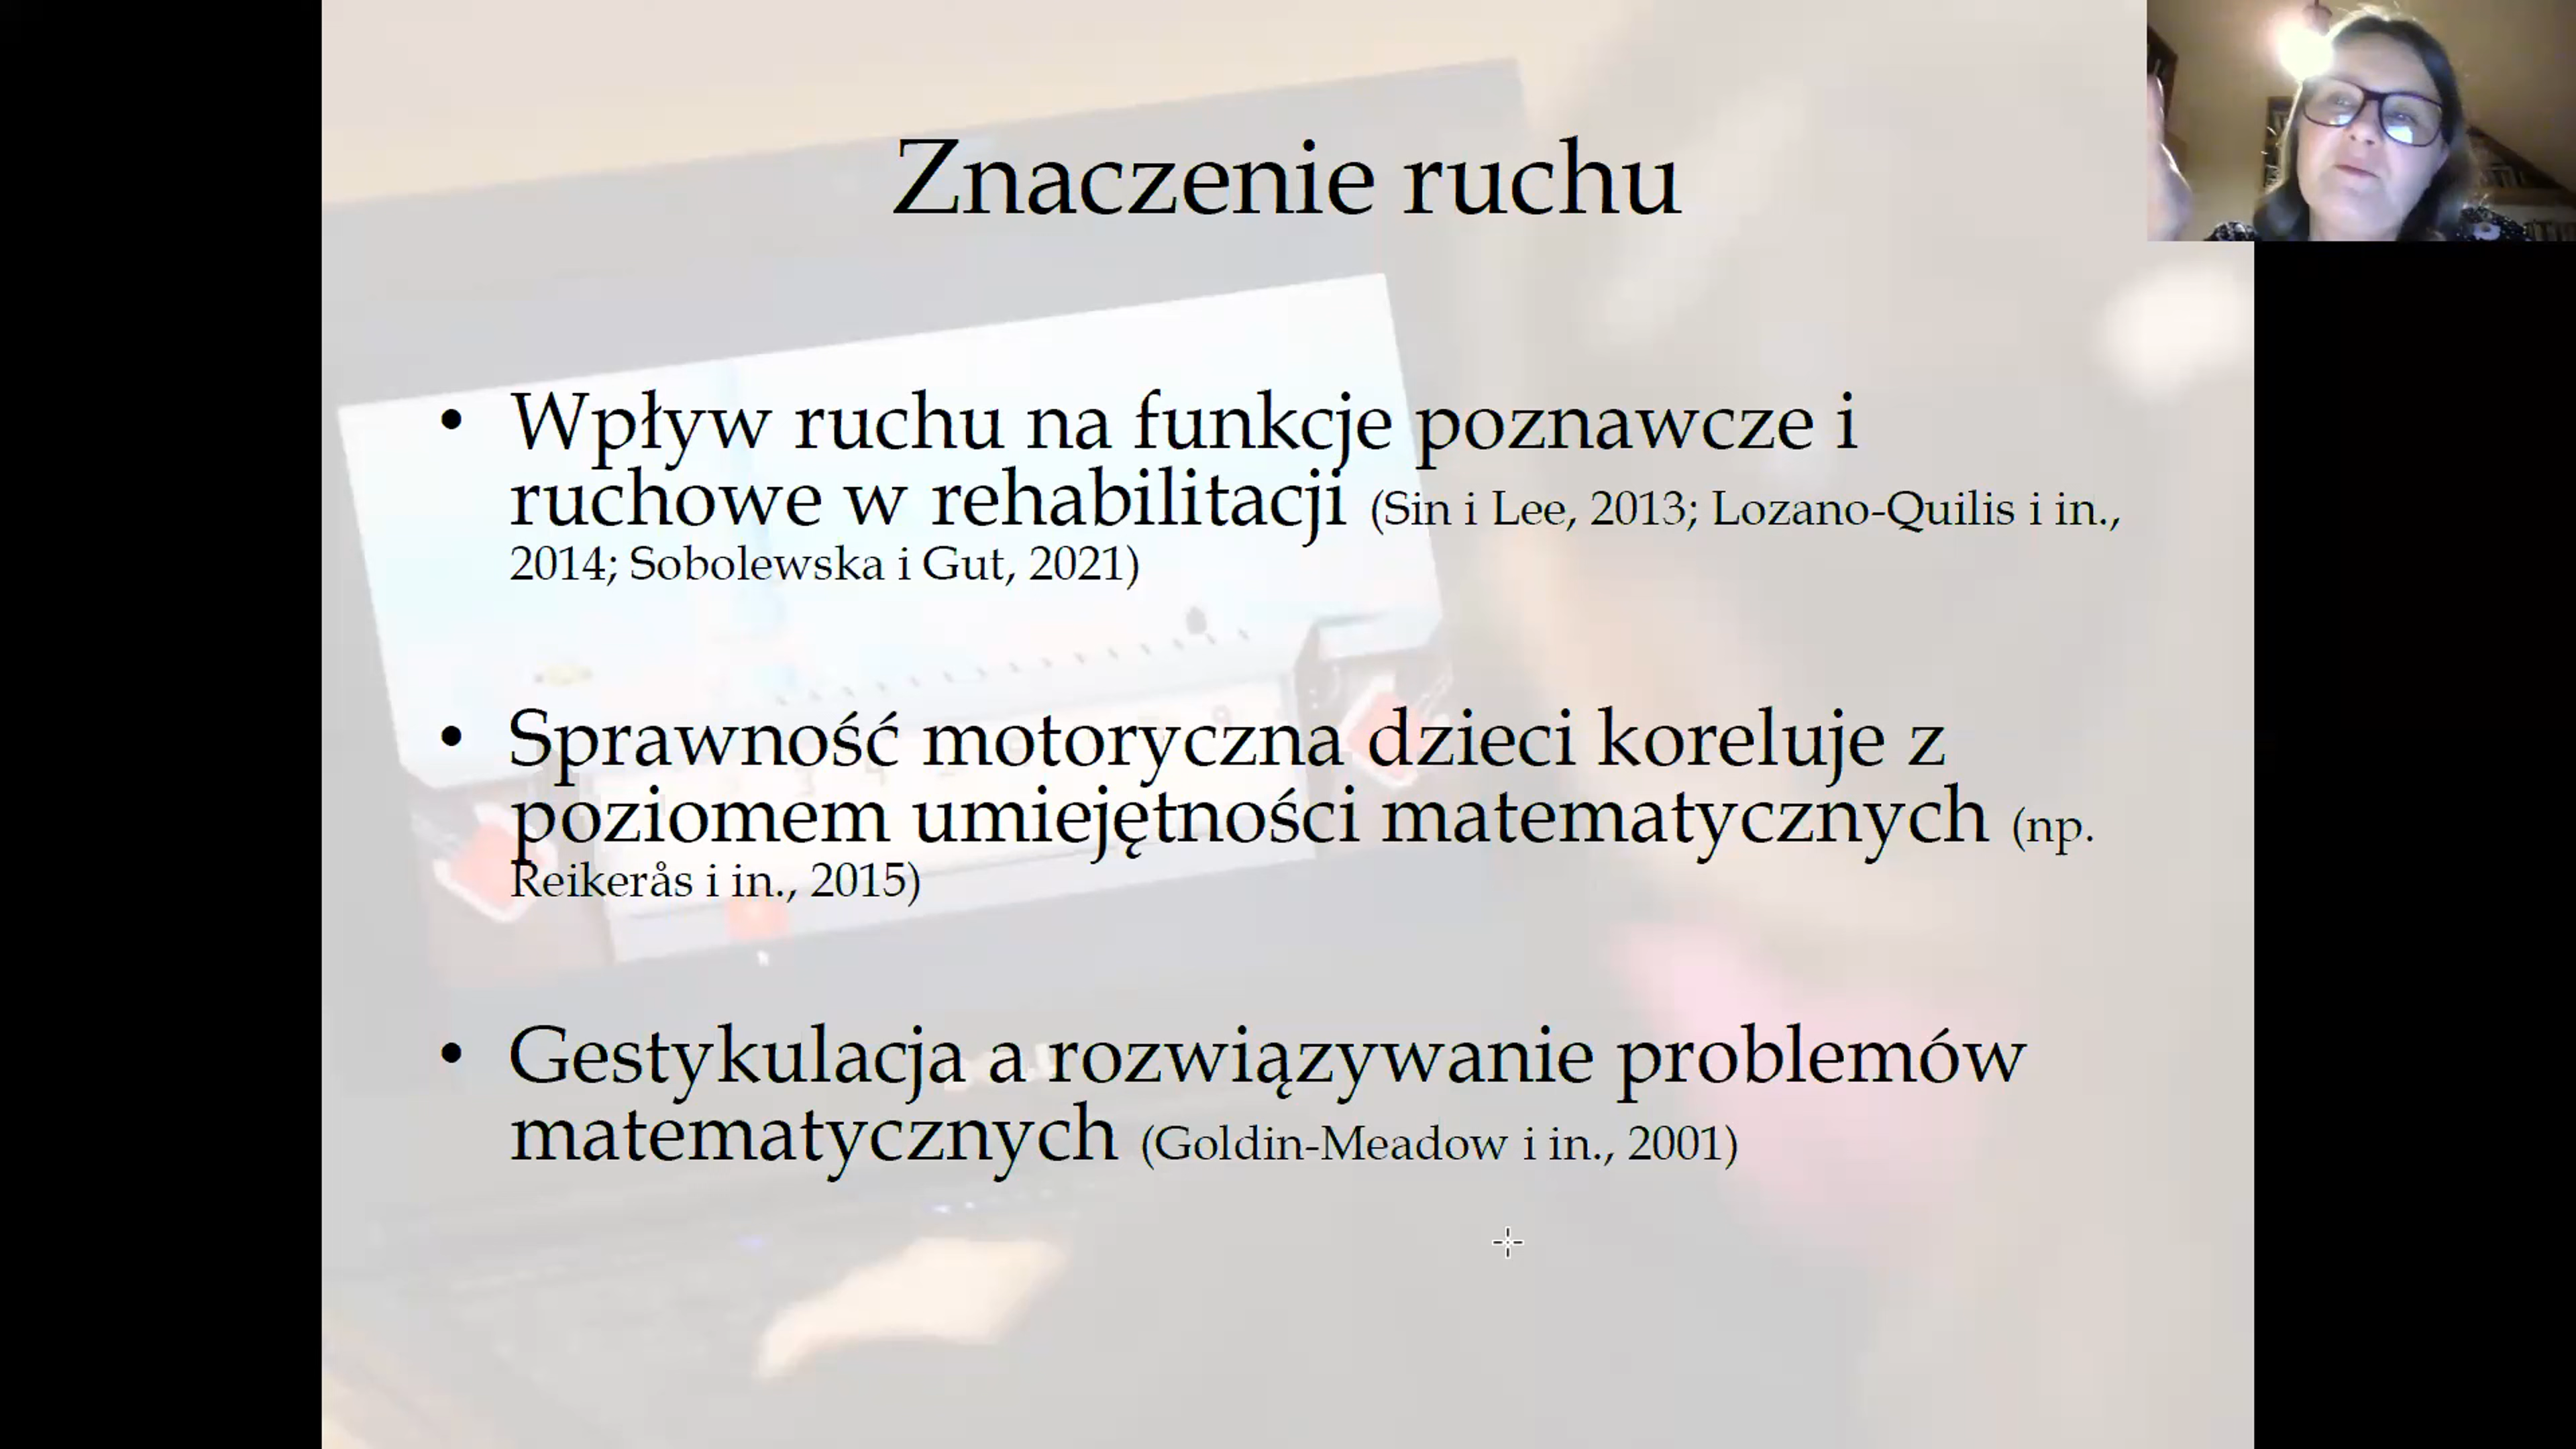 Znaczenie ruchu
• Wpływ ruchu na funkcje poznawcze i
ruchowe w rehabilitacji (Sin i Lee, 2013; Lozano-Quilis i in.,
2014; Sobolewska i Gut, 2021)
• Sprawność motoryczna dzieci koreluje z
poziomem umiejętności matematycznych (np.
Reikerås i in., 2015)
• Gestykulacja a rozwiązywanie problemów
matematycznych (Goldin-Meadow i in., 2001)